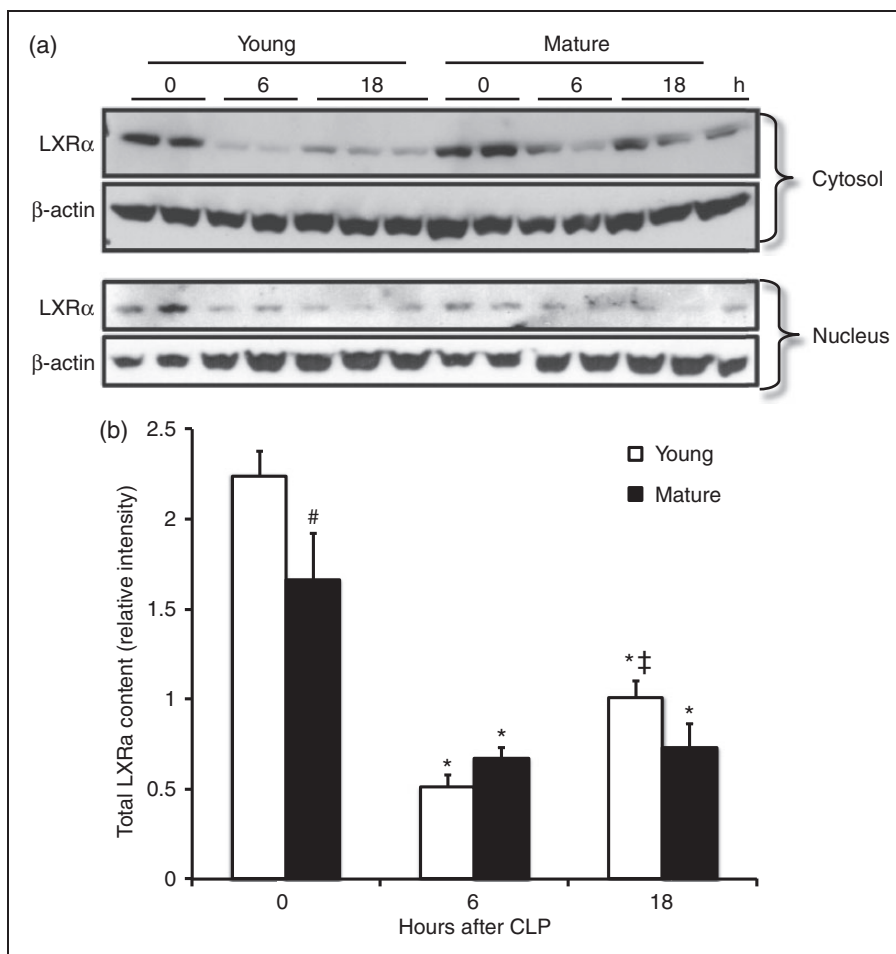 (a)
Young Mature
0 6 18 0 6 18 h
LXRα
Cytosol
β-actin
LXRα
Nucleus
β-actin
(b)
2.5
Young
Mature
2
#
1.5
*‡
1
*
*
*
0.5
0
0 6 18
Total LXRa content (relative intensity)
Hours after CLP